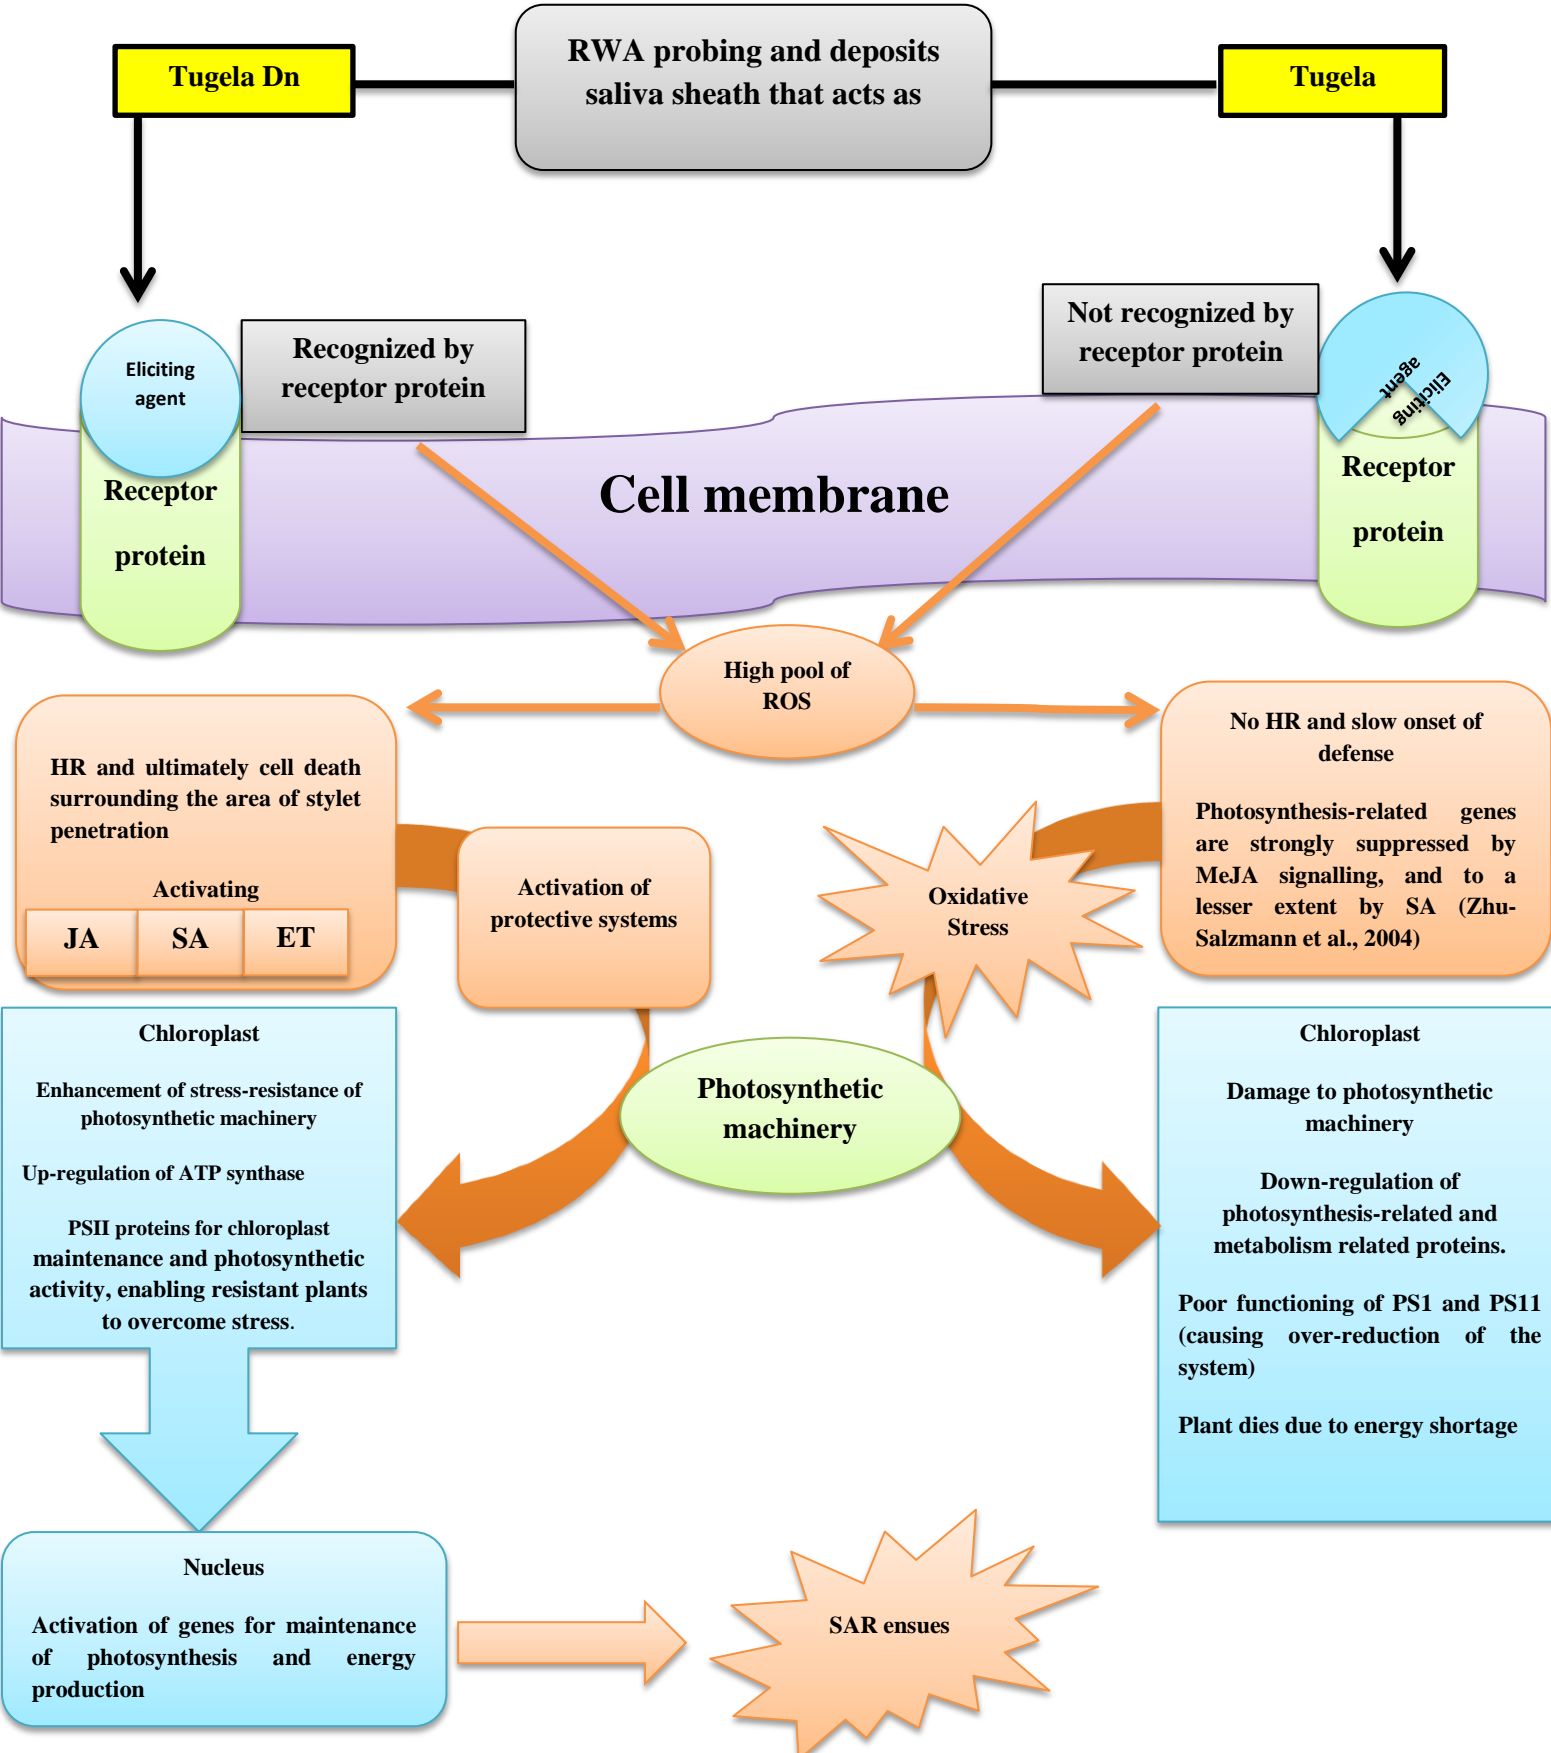 RWA probing and deposits
saliva sheath that acts as
Tugela Dn
Tugela
Eliciting
agent
Recognized by
receptor protein
Not recognized by
receptor protein
Eliciting
agent
Receptor
protein
Cell membrane
Receptor
protein
High pool of
ROS
HR and ultimately cell death
surrounding the area of stylet
penetration
Activating
JA
SA
ET
Activation of
protective systems
Oxidative
Stress
No HR and slow onset of
defense
Photosynthesis-related genes
are strongly suppressed by
MeJA signalling, and to a
lesser extent by SA (Zhu-
Salzmann et al., 2004)
Chloroplast
Enhancement of stress-resistance of
photosynthetic machinery
Up-regulation of ATP synthase
PSII proteins for chloroplast
maintenance and photosynthetic
activity, enabling resistant plants
to overcome stress.
Photosynthetic
machinery
Chloroplast
Damage to photosynthetic
machinery
Down-regulation of
photosynthesis-related and
metabolism related proteins.
Poor functioning of PS1 and PS11
(causing over-reduction of the
system)
Plant dies due to energy shortage
Nucleus
Activation of genes for maintenance
of photosynthesis and energy
production
SAR ensues